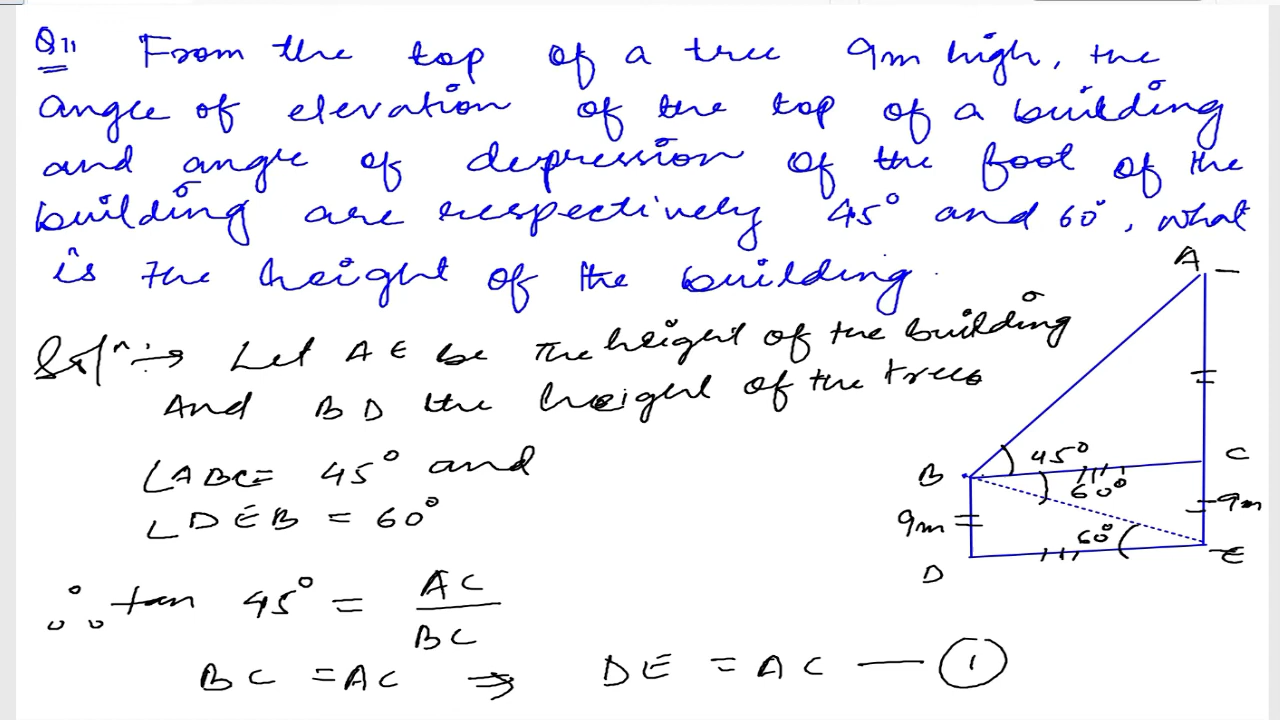 Q11 From the top of a tree 9m high, the
angle of elevation of the top of a building
and angle of depression of the foot of the
building are respectively 45° and 60°, what
is the height of the building.
Solⁿ :→ Let AE be the height of the building
And BD the height of the trees
∠ABC = 45° and
∠DEB = 60°
∴ tan 45° = AC/BC
BC = AC ⇒ DE = AC — ①
A
B 45° C
60°
9m 60° 9m
D E